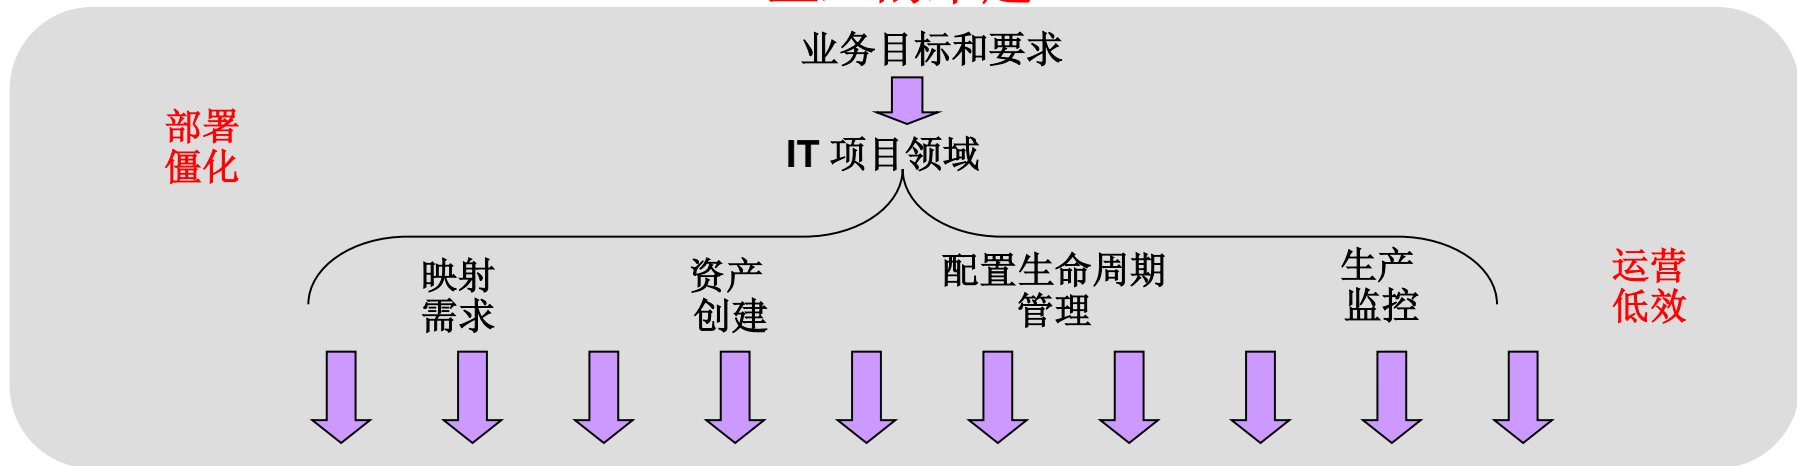 业务目标和要求
部署
僵化
IT 项目领域
映射
需求
资产
创建
配置生命周期
管理
生产
监控
运营
低效